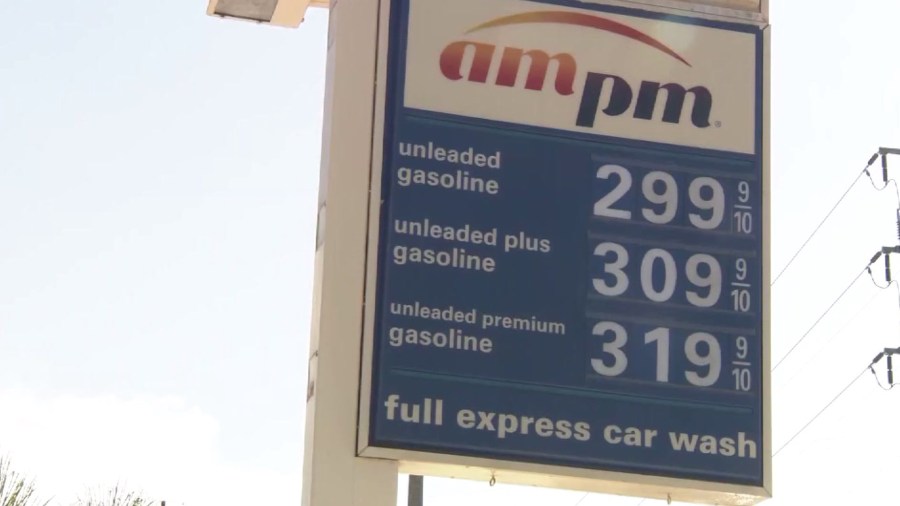 ampm
unleaded
gasoline
299 9/10
unleaded plus
gasoline
309 9/10
unleaded premium
gasoline
319 9/10
full express car wash